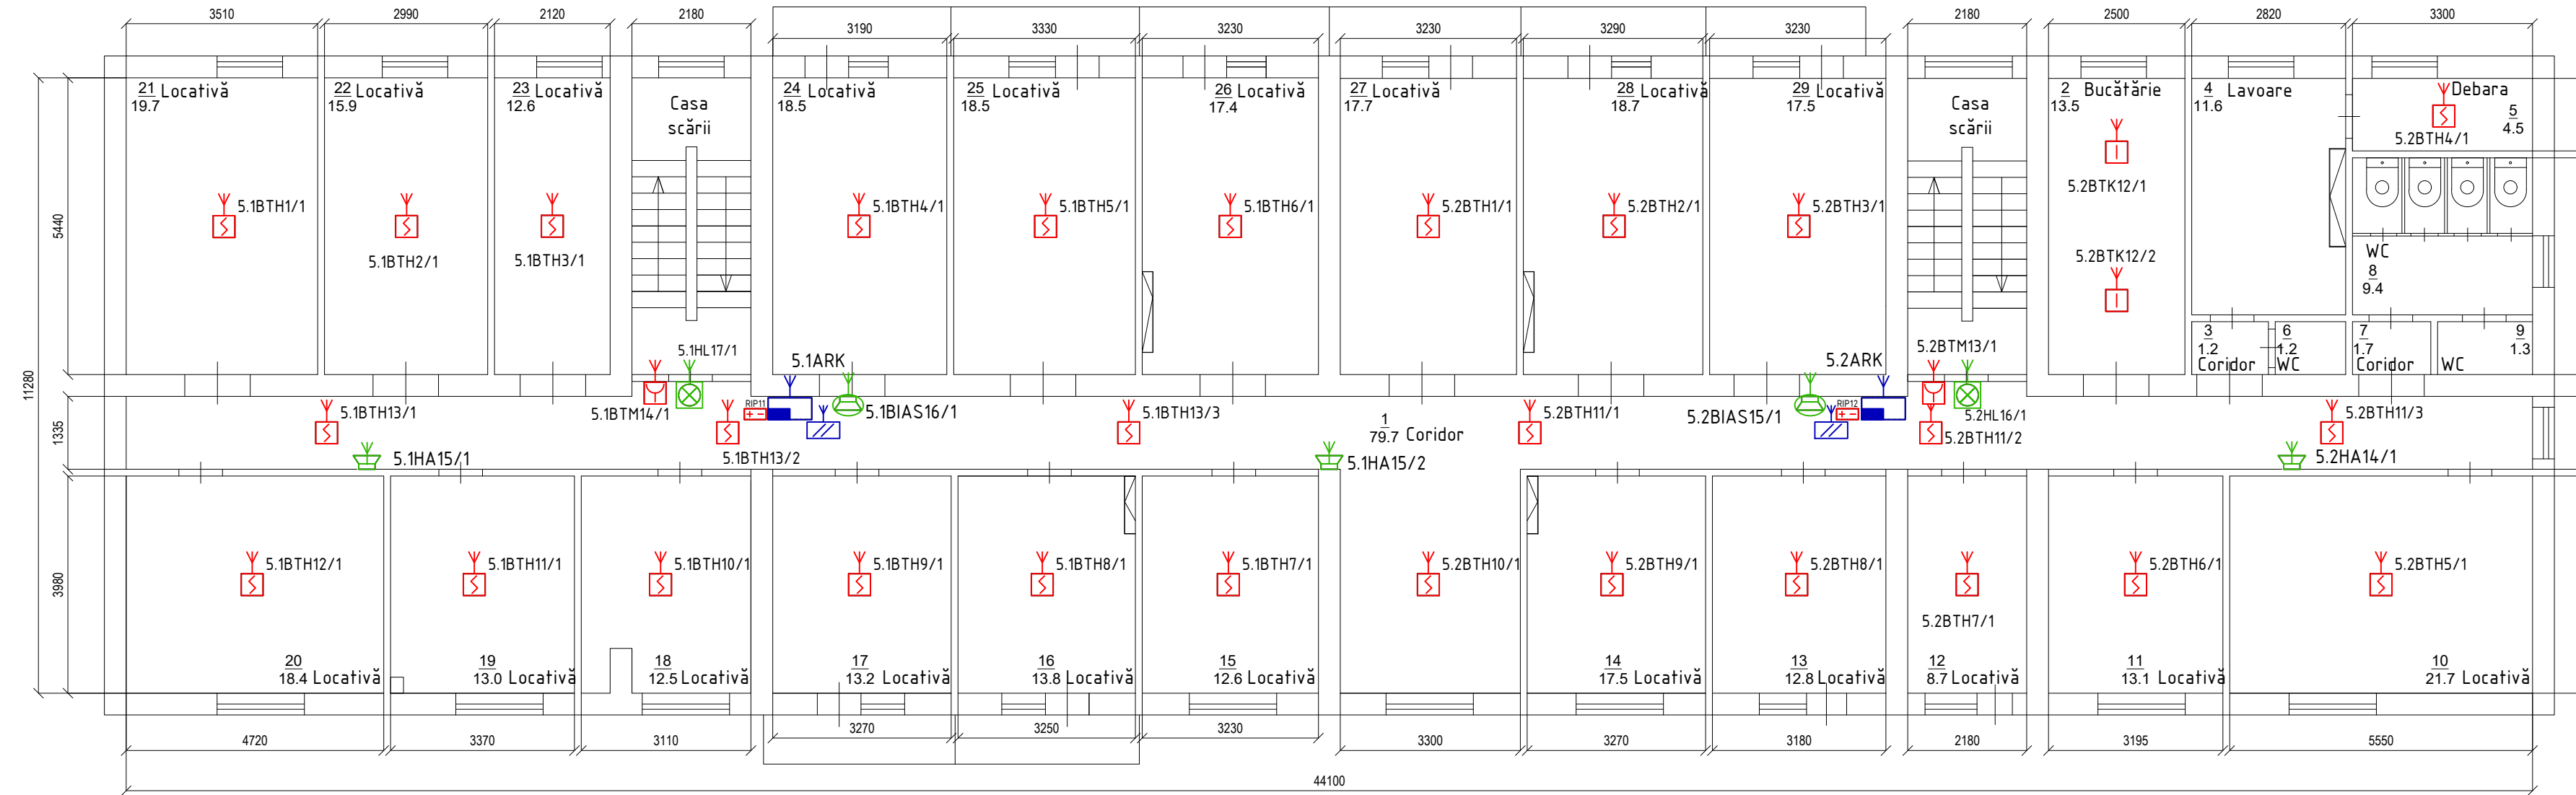 3510
2990
2120
2180
3190
3330
3230
3230
3290
3230
2180
2500
2820
3300
21 Locativă
19.7
22 Locativă
15.9
23 Locativă
12.6
Casa
scării
24 Locativă
18.5
25 Locativă
18.5
26 Locativă
17.4
27 Locativă
17.7
28 Locativă
18.7
29 Locativă
17.5
Casa
scării
2 Bucătărie
13.5
4 Lavoare
11.6
Debara
5
4.5
5.2BTH4/1
5.2BTK12/1
5440
5.1BTH1/1
5.1BTH2/1
5.1BTH3/1
5.1BTH4/1
5.1BTH5/1
5.1BTH6/1
5.2BTH1/1
5.2BTH2/1
5.2BTH3/1
5.2BTK12/2
WC
8
9.4
3
1.2
Coridor
6
1.2
WC
7
1.7
Coridor
9
1.3
WC
11280
5.1HL17/1
5.1ARK
5.2ARK
5.2BTM13/1
1335
5.1BTH13/1
5.1BTM14/1
RIP11
5.1BIAS16/1
5.1BTH13/3
5.2BTH11/1
5.2BIAS15/1
RIP12
5.2HL16/1
5.2BTH11/2
5.2BTH11/3
1
79.7 Coridor
5.1HA15/1
5.1BTH13/2
5.1HA15/2
5.2HA14/1
3980
5.1BTH12/1
5.1BTH11/1
5.1BTH10/1
5.1BTH9/1
5.1BTH8/1
5.1BTH7/1
5.2BTH10/1
5.2BTH9/1
5.2BTH8/1
5.2BTH7/1
5.2BTH6/1
5.2BTH5/1
20
18.4 Locativă
19
13.0 Locativă
18
12.5 Locativă
17
13.2 Locativă
16
13.8 Locativă
15
12.6 Locativă
14
17.5 Locativă
13
12.8 Locativă
12
8.7 Locativă
11
13.1 Locativă
10
21.7 Locativă
4720
3370
3110
3270
3250
3230
3300
3270
3180
2180
3195
5550
44100